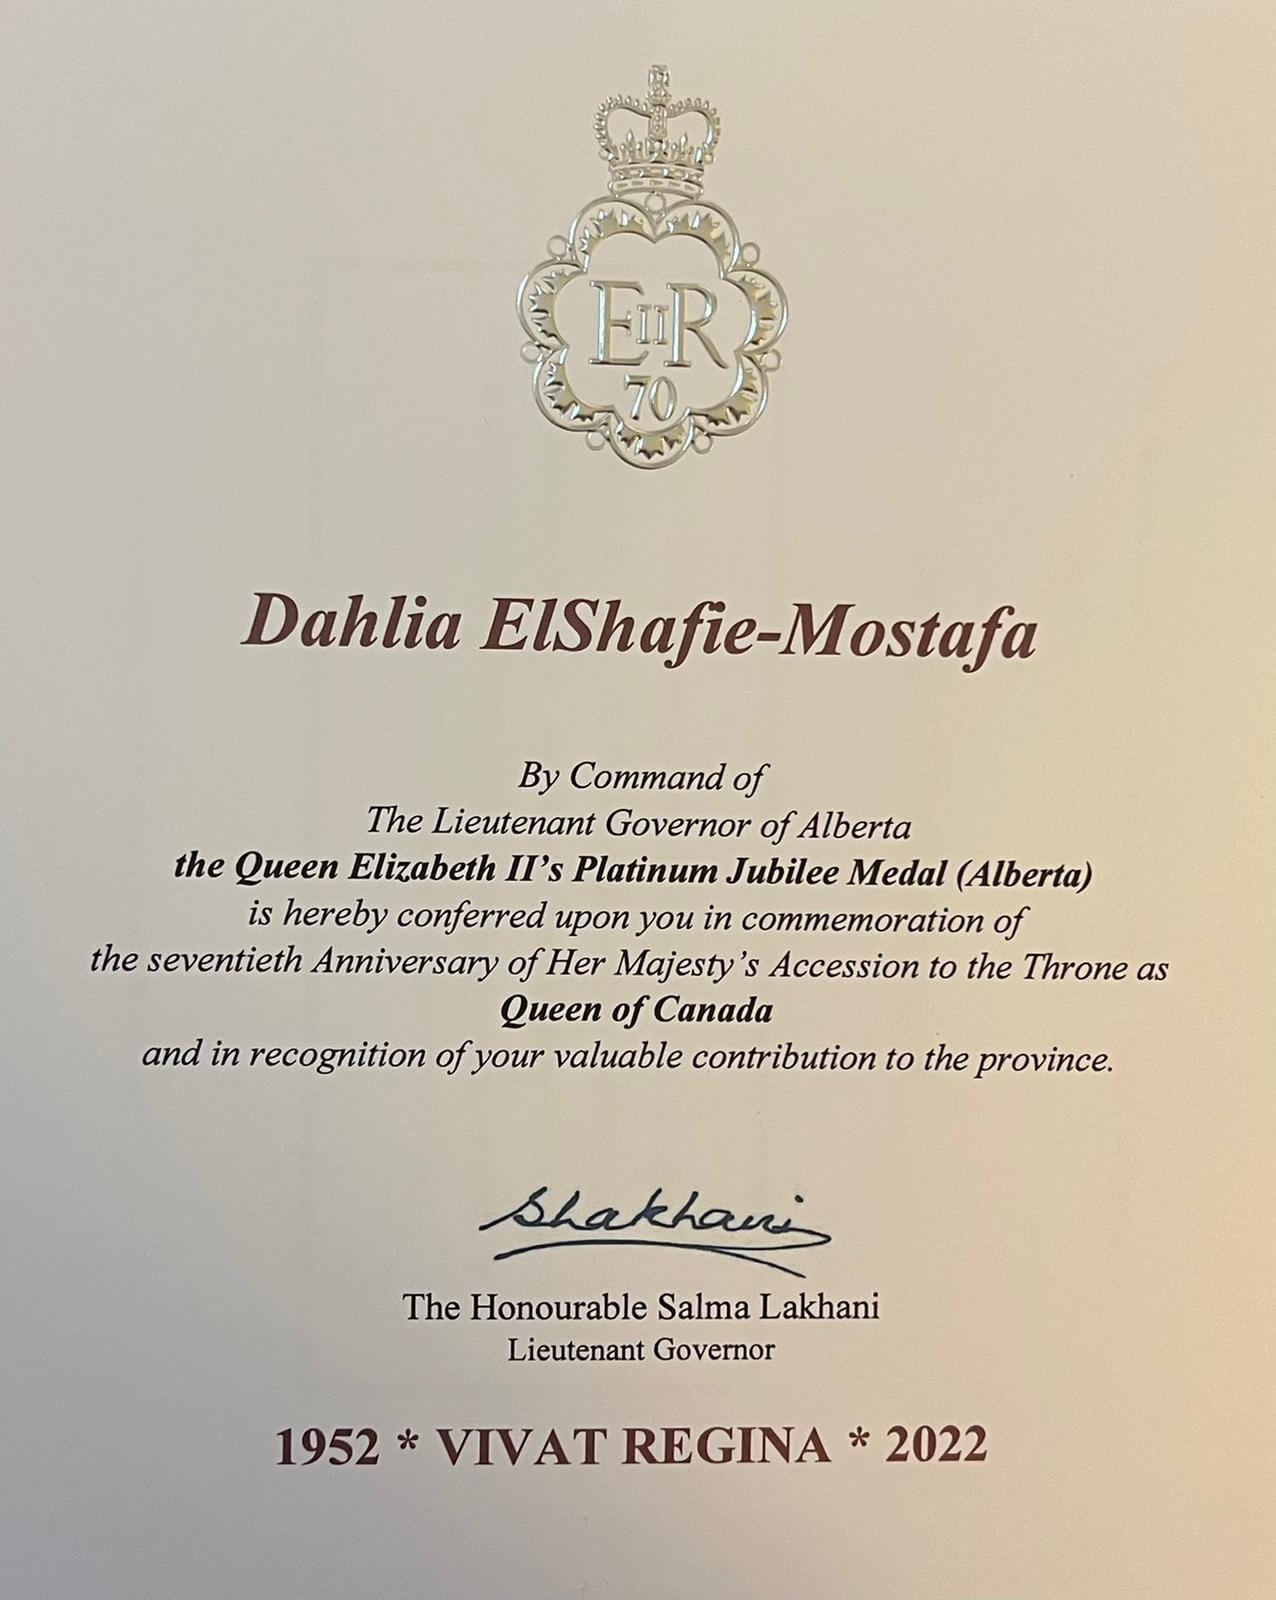 EIIR
70
Dahlia ElShafie-Mostafa
By Command of
The Lieutenant Governor of Alberta
the Queen Elizabeth II's Platinum Jubilee Medal (Alberta)
is hereby conferred upon you in commemoration of
the seventieth Anniversary of Her Majesty's Accession to the Throne as
Queen of Canada
and in recognition of your valuable contribution to the province.
SLakhani
The Honourable Salma Lakhani
Lieutenant Governor
1952 * VIVAT REGINA * 2022